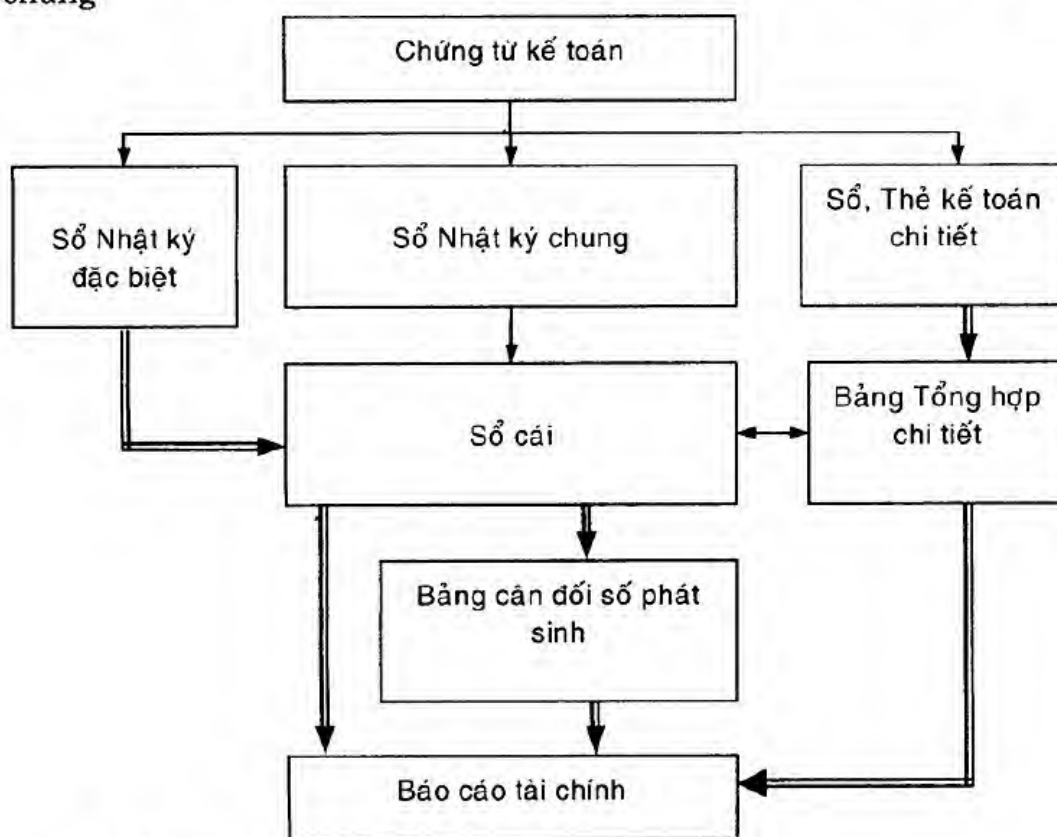 chung
Chứng từ kế toán
Sổ Nhật ký
đặc biệt
Sổ Nhật ký chung
Sổ, Thẻ kế toán
chi tiết
Sổ cái
Bảng Tổng hợp
chi tiết
Bảng cân đối số phát
sinh
Báo cáo tài chính